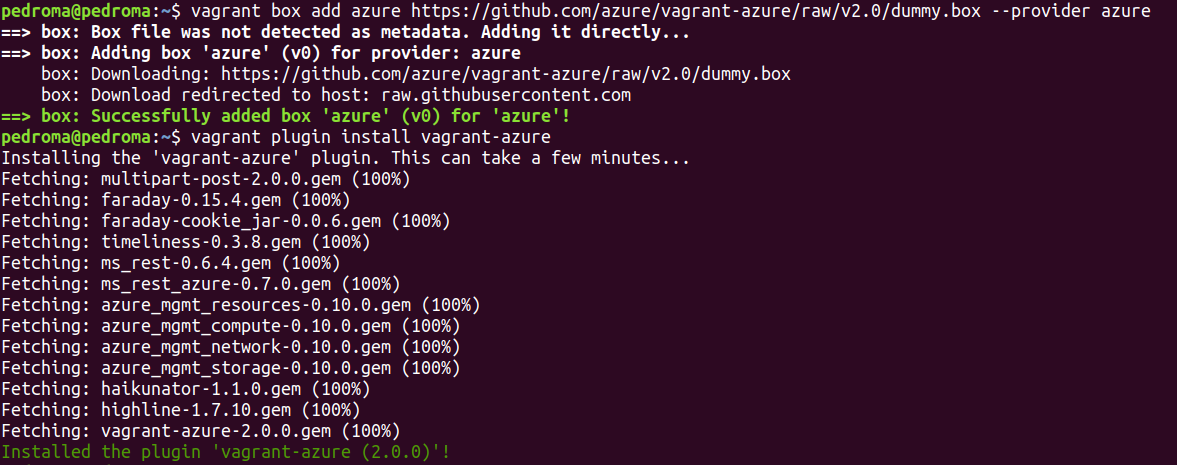 pedroma@pedroma:~$ vagrant box add azure https://github.com/azure/vagrant-azure/raw/v2.0/dummy.box --provider azure
==> box: Box file was not detected as metadata. Adding it directly...
==> box: Adding box 'azure' (v0) for provider: azure
    box: Downloading: https://github.com/azure/vagrant-azure/raw/v2.0/dummy.box
    box: Download redirected to host: raw.githubusercontent.com
==> box: Successfully added box 'azure' (v0) for 'azure'!
pedroma@pedroma:~$ vagrant plugin install vagrant-azure
Installing the 'vagrant-azure' plugin. This can take a few minutes...
Fetching: multipart-post-2.0.0.gem (100%)
Fetching: faraday-0.15.4.gem (100%)
Fetching: faraday-cookie_jar-0.0.6.gem (100%)
Fetching: timeliness-0.3.8.gem (100%)
Fetching: ms_rest-0.6.4.gem (100%)
Fetching: ms_rest_azure-0.7.0.gem (100%)
Fetching: azure_mgmt_resources-0.10.0.gem (100%)
Fetching: azure_mgmt_compute-0.10.0.gem (100%)
Fetching: azure_mgmt_network-0.10.0.gem (100%)
Fetching: azure_mgmt_storage-0.10.0.gem (100%)
Fetching: haikunator-1.1.0.gem (100%)
Fetching: highline-1.7.10.gem (100%)
Fetching: vagrant-azure-2.0.0.gem (100%)
Installed the plugin 'vagrant-azure (2.0.0)'!